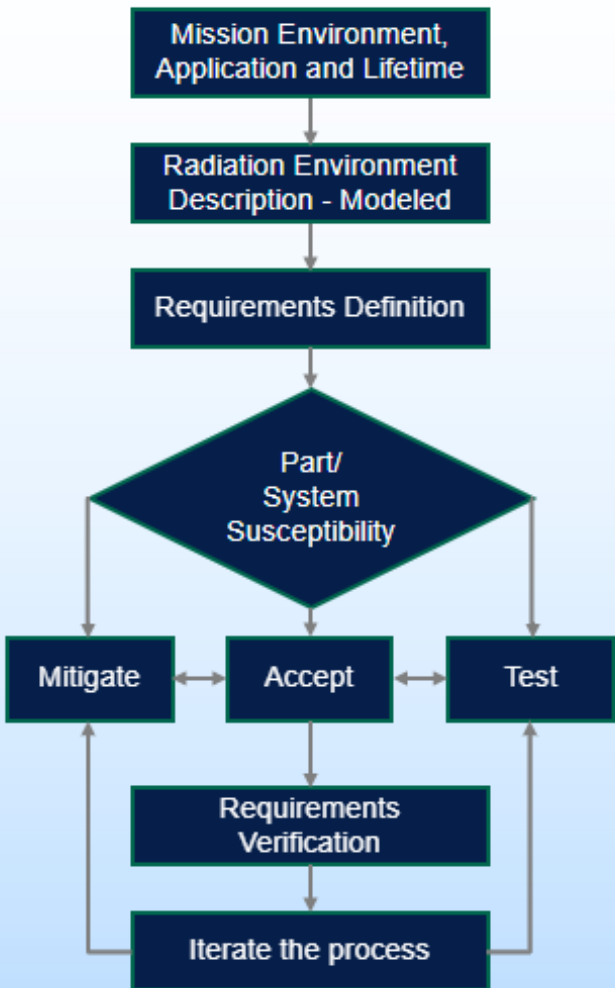 Mission Environment,
Application and Lifetime
Radiation Environment
Description - Modeled
Requirements Definition
Part/
System
Susceptibility
Mitigate
Accept
Test
Requirements
Verification
Iterate the process